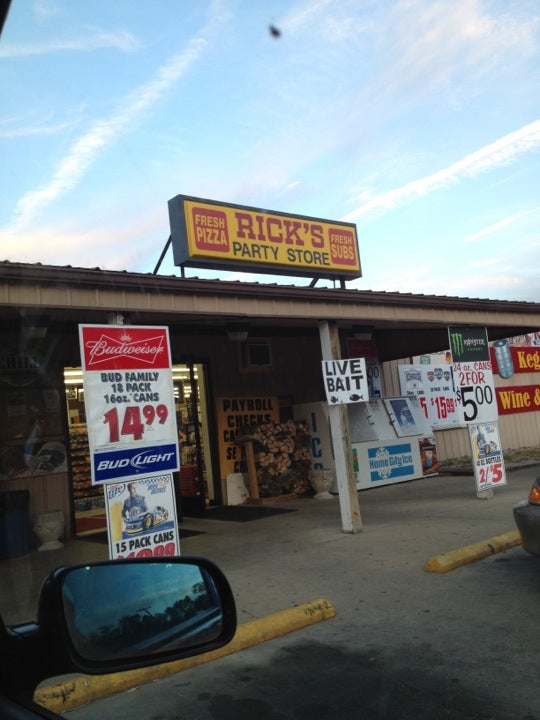 FRESH
PIZZA
RICK'S
PARTY STORE
FRESH
SUBS
Budweiser
BUD FAMILY
18 PACK
16oz. CANS
14.99
BUD LIGHT
15 PACK CANS
PAYROLL
CHECKS
LIVE
BAIT
Home City Ice
$15.99
MONSTER
24 oz. CANS
2 FOR
$5.00
2/$5
Keg
Wine &